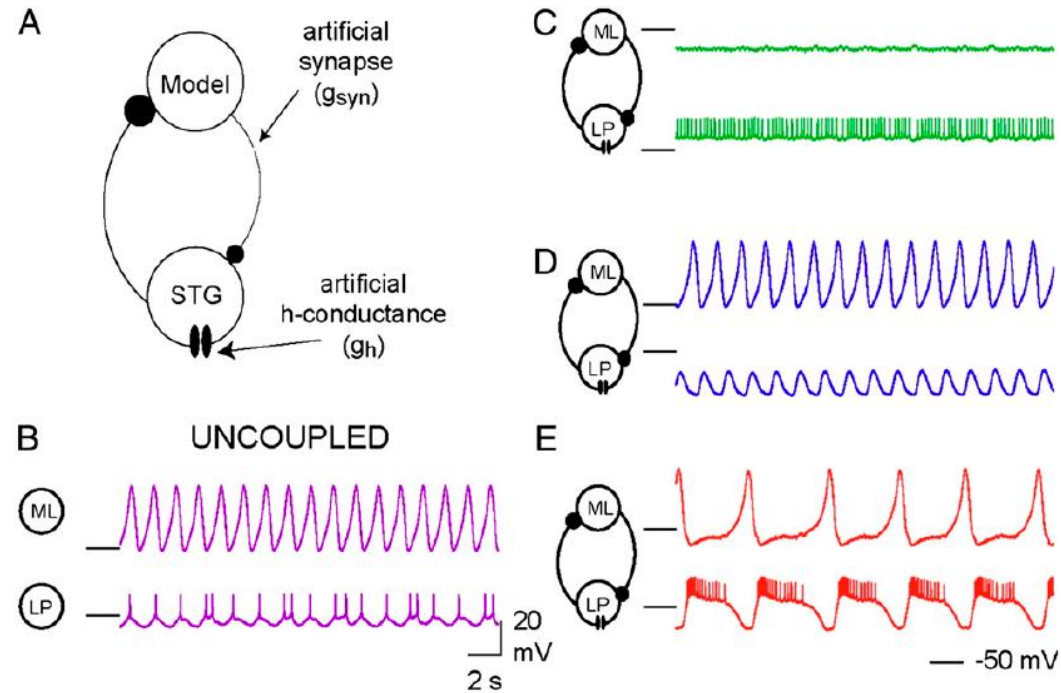 A
artificial
synapse
(gsyn)
Model
STG
artificial
h-conductance
(gh)
B
UNCOUPLED
ML
LP
20
mV
2 s
C
ML
LP
D
ML
LP
E
ML
LP
-50 mV